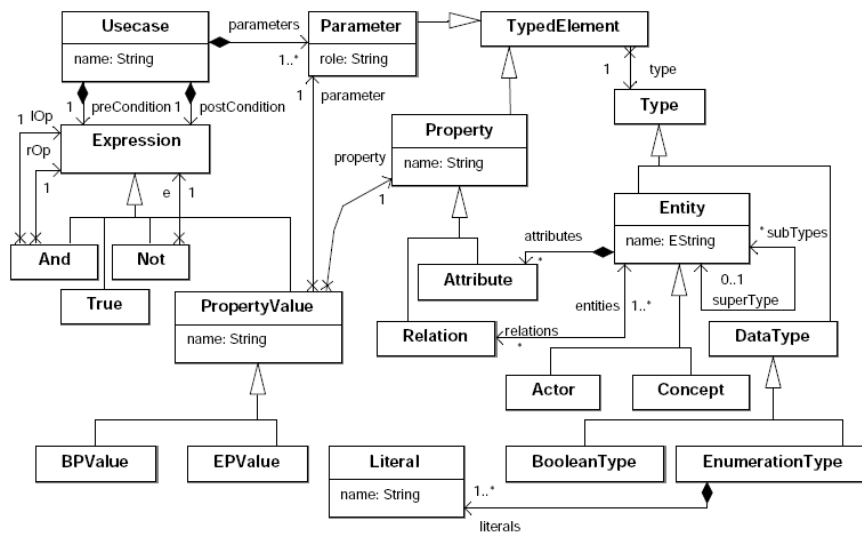 Usecase
name: String
parameters
1..*
Parameter
role: String
TypedElement
1
type
Type
1
preCondition
1
postCondition
1
parameter
1
lOp
rOp
1
Expression
e
1
property
1
Property
name: String
Entity
name: EString
*
subTypes
0..1
superType
attributes
*
And
Not
True
Attribute
PropertyValue
name: String
Relation
relations
*
entities
1..*
DataType
Actor
Concept
BPValue
EPValue
Literal
name: String
1..*
literals
BooleanType
EnumerationType